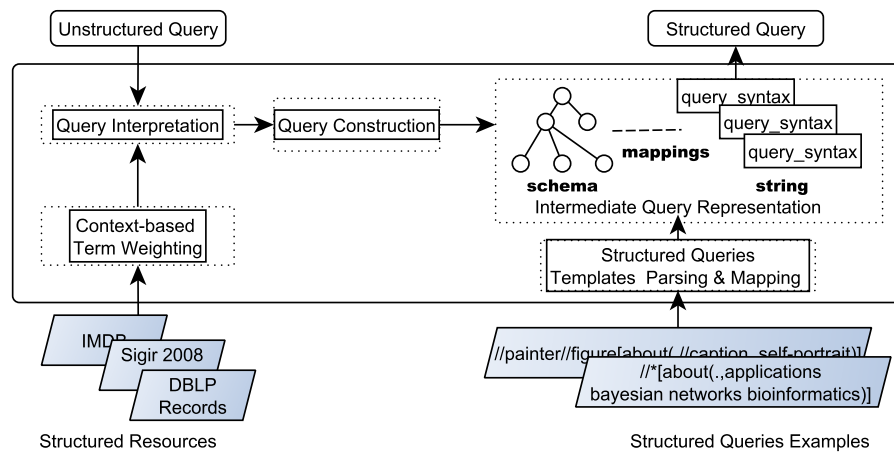 Unstructured Query
Structured Query
Query Interpretation
Query Construction
query_syntax
query_syntax
query_syntax
mappings
schema
string
Intermediate Query Representation
Context-based
Term Weighting
Structured Queries
Templates Parsing & Mapping
IMDB
Sigir 2008
DBLP
Records
//painter//figure[about(.//caption, self-portrait)]
//*[about(.,applications
bayesian networks bioinformatics)]
Structured Resources
Structured Queries Examples